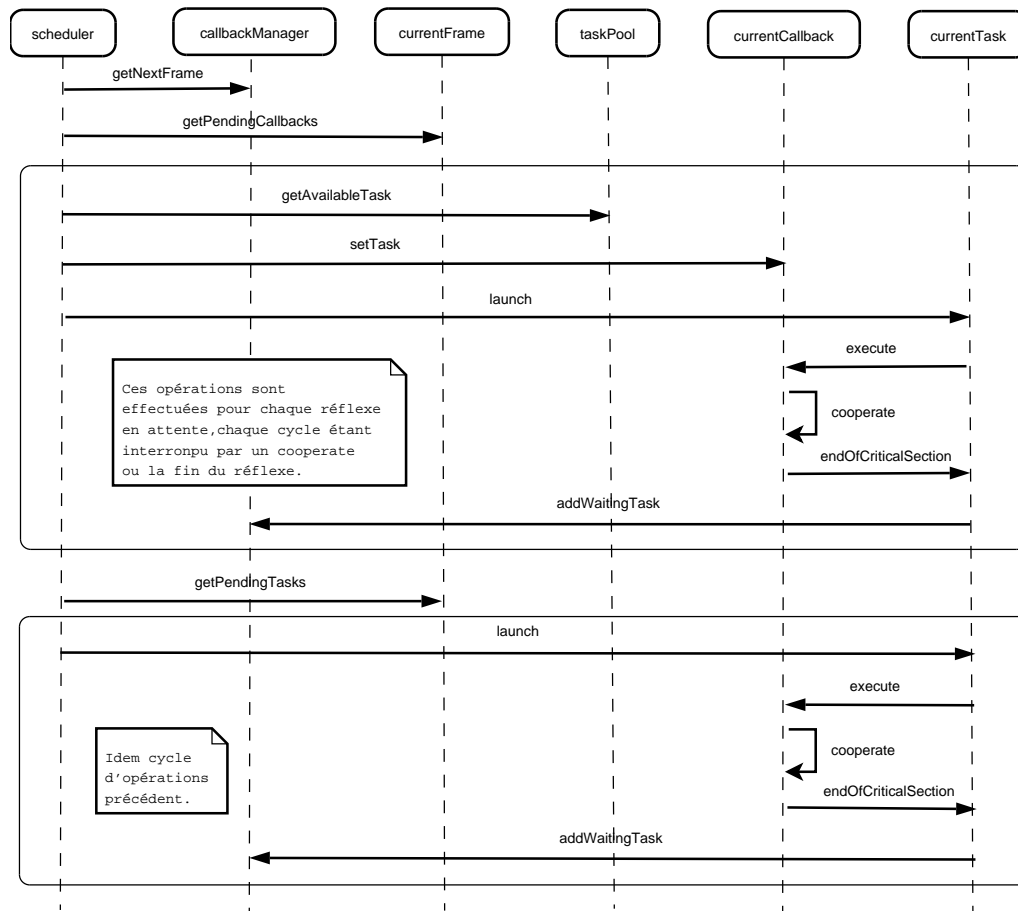 scheduler
callbackManager
currentFrame
taskPool
currentCallback
currentTask
getNextFrame
getPendingCallbacks
getAvailableTask
setTask
launch
execute
Ces opérations sont
effectuées pour chaque réflexe
en attente,chaque cycle étant
interronpu par un cooperate
ou la fin du réflexe.
cooperate
endOfCriticalSection
addWaitingTask
getPendingTasks
launch
execute
Idem cycle
d'opérations
précédent.
cooperate
endOfCriticalSection
addWaitingTask